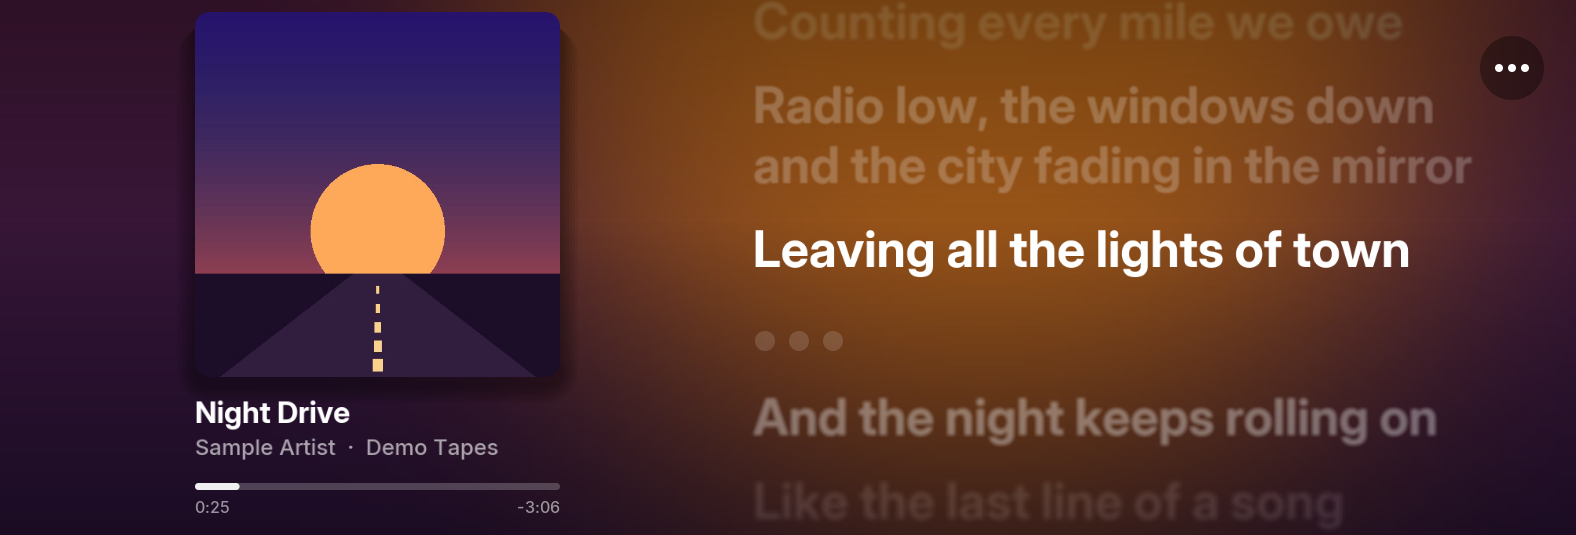 Night Drive
Sample Artist · Demo Tapes
0:25
-3:06
Counting every mile we owe
Radio low, the windows down
and the city fading in the mirror
Leaving all the lights of town
And the night keeps rolling on
Like the last line of a song